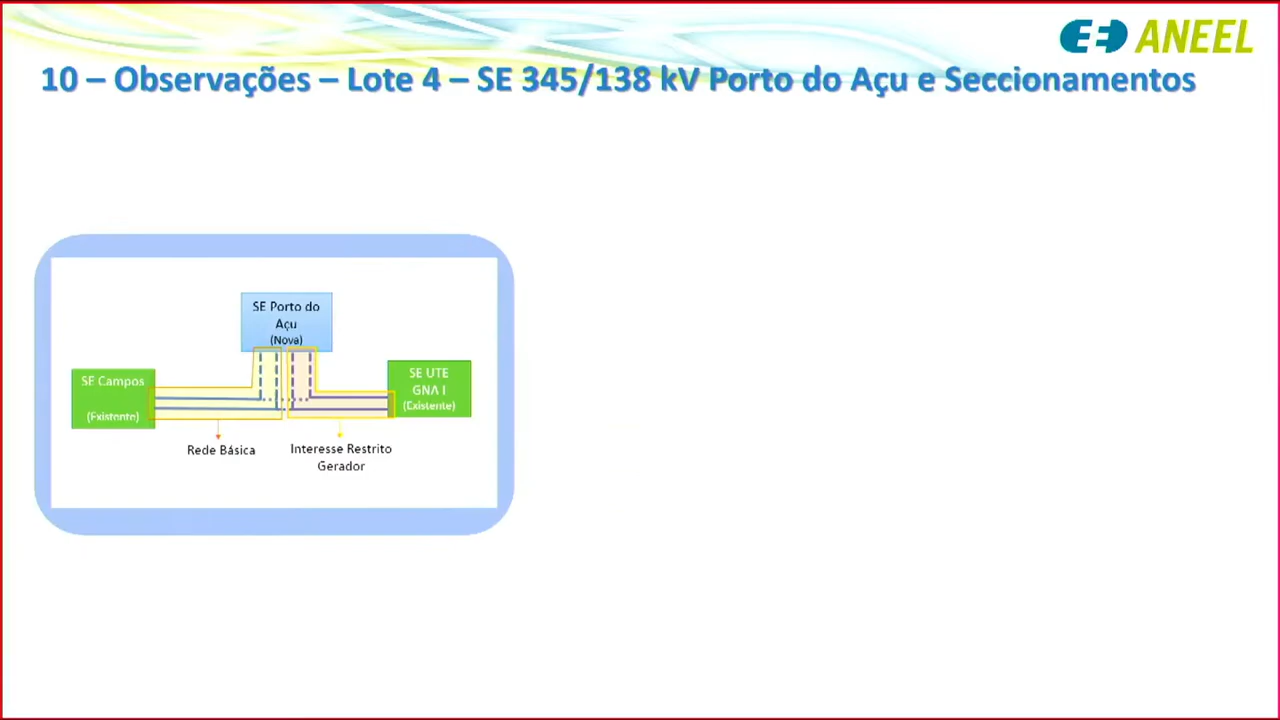 ANEEL
10 – Observações – Lote 4 – SE 345/138 kV Porto do Açu e Seccionamentos
SE Porto do
Açu
(Nova)
SE Campos
(Existente)
SE UTE
GNA I
(Existente)
Rede Básica
Interesse Restrito
Gerador